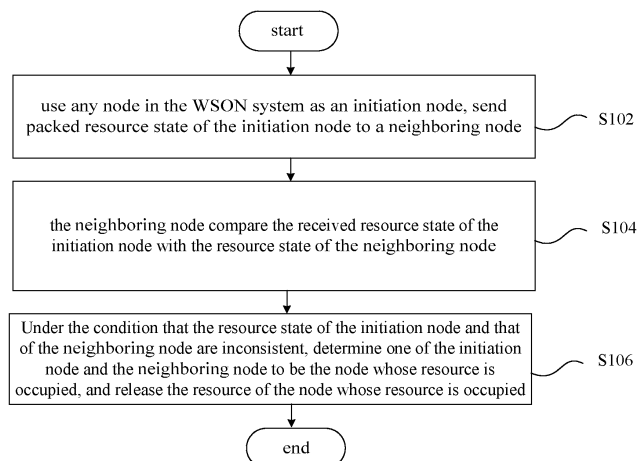 start
use any node in the WSON system as an initiation node, send
packed resource state of the initiation node to a neighboring node
S102
the neighboring node compare the received resource state of the
initiation node with the resource state of the neighboring node
S104
Under the condition that the resource state of the initiation node and that
of the neighboring node are inconsistent, determine one of the initiation
node and the neighboring node to be the node whose resource is
occupied, and release the resource of the node whose resource is occupied
S106
end